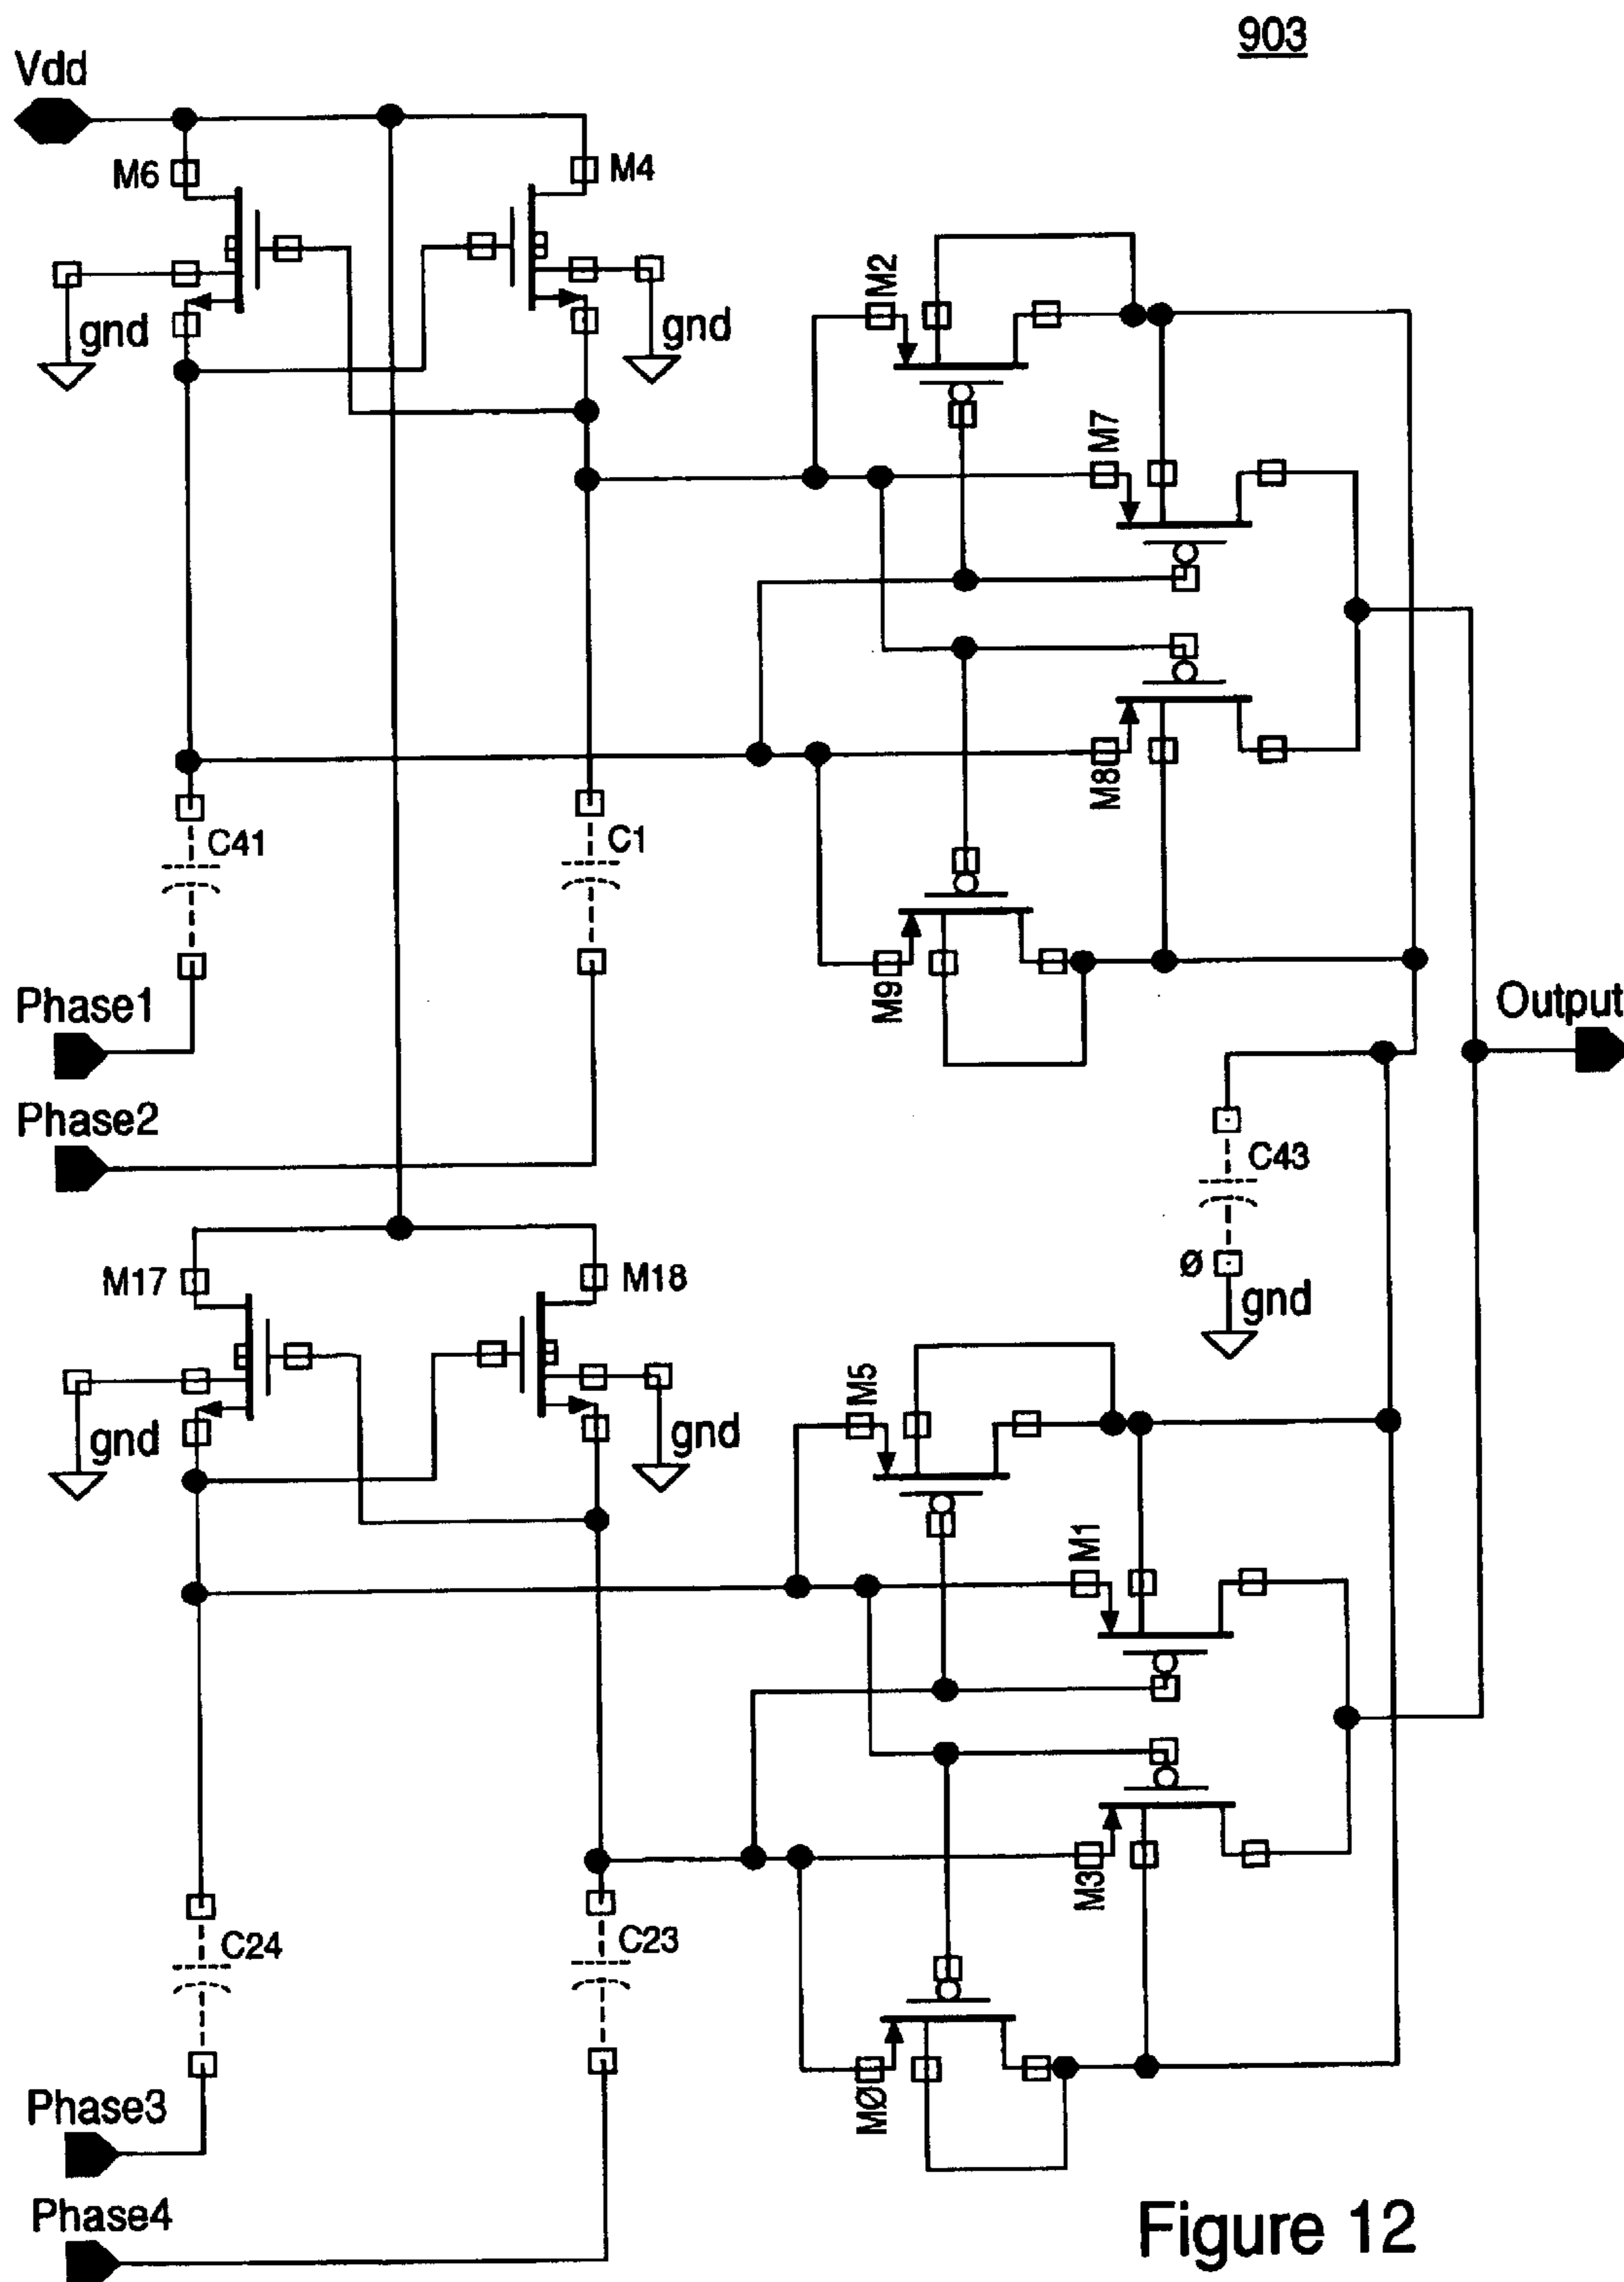 903
Vdd
M6
M4
gnd
gnd
M2
M7
M8
M9
C41
C1
Phase1
Phase2
Output
C43
Ø
gnd
M17
M18
gnd
gnd
M5
M1
M3
MØ
C24
C23
Phase3
Phase4
Figure 12